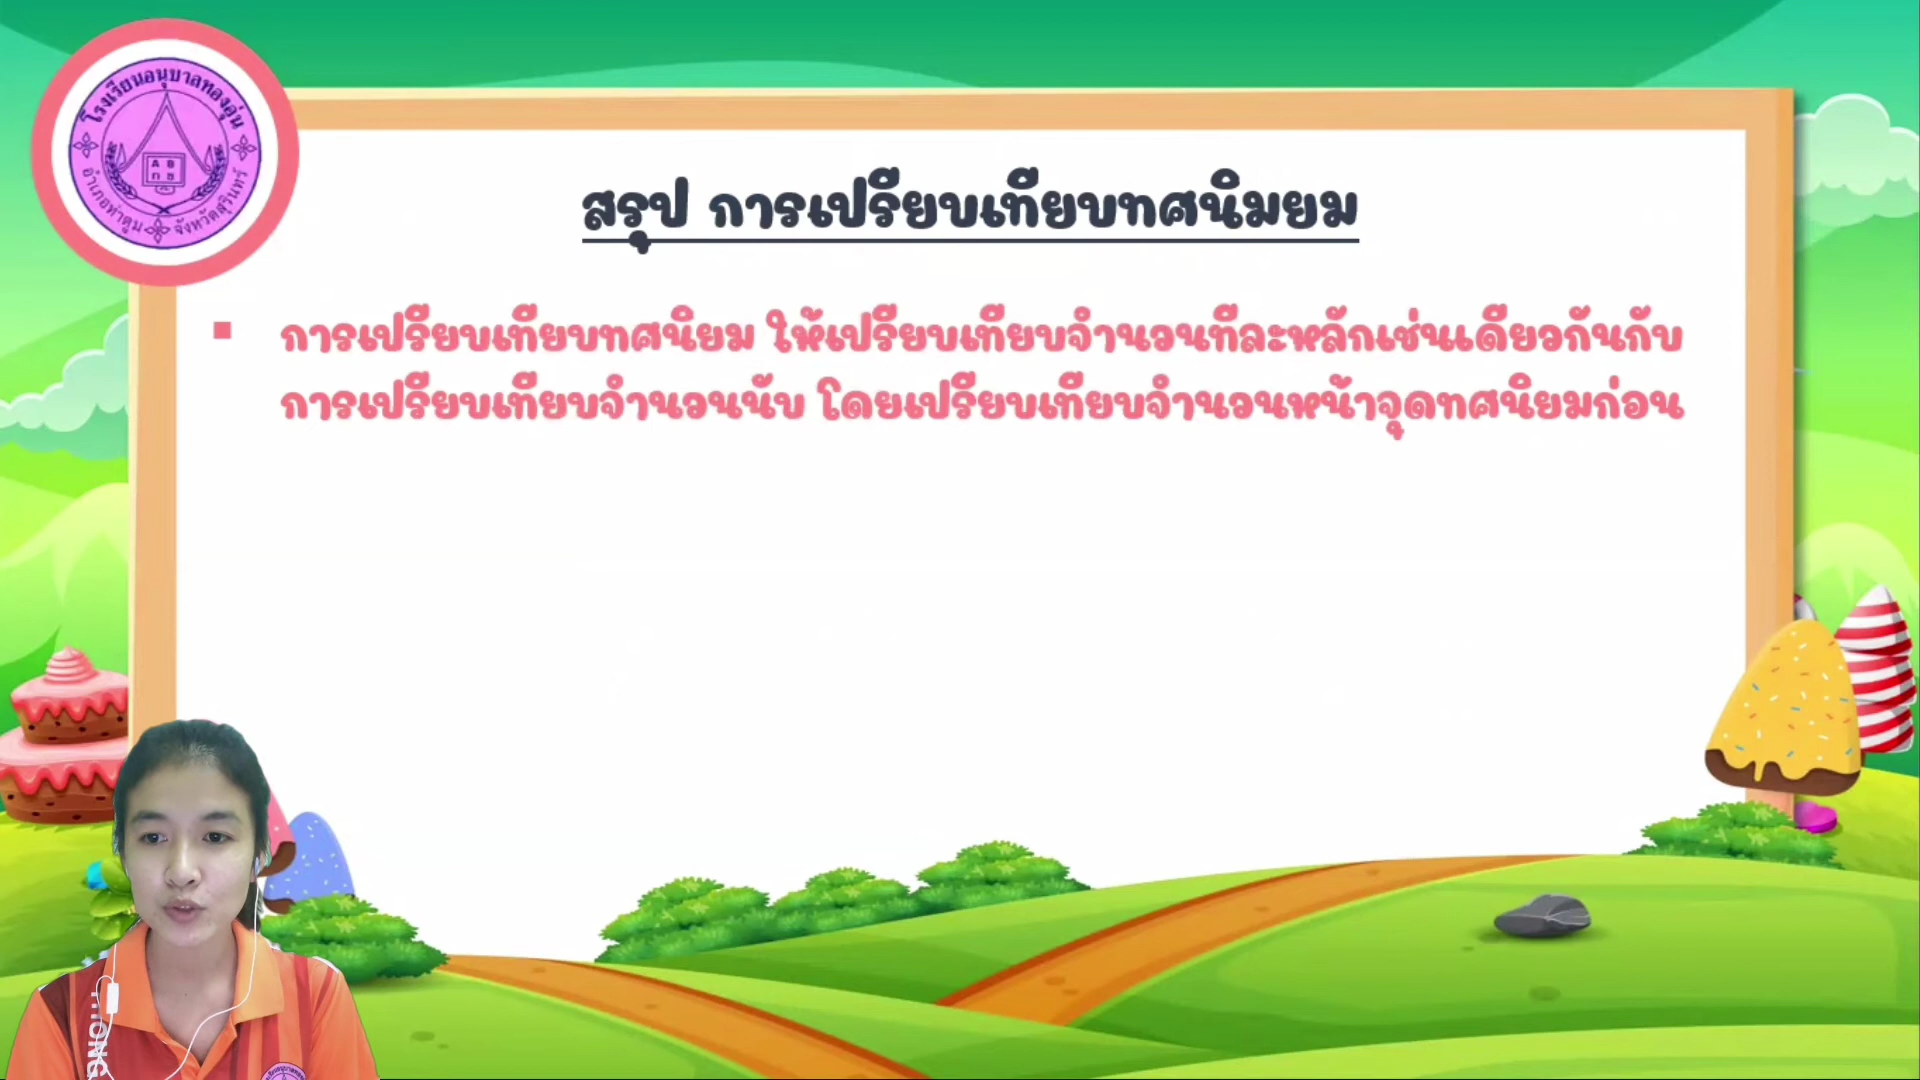 โรงเรียนอนุบาลทองอุ่น
A B
ก ข
อำเภอท่าตูม จังหวัดสุรินทร์
สรุป การเปรียบเทียบทศนิมยม
▪ การเปรียบเทียบทศนิยม ให้เปรียบเทียบจำนวนทีละหลักเช่นเดียวกันกับ
การเปรียบเทียบจำนวนนับ โดยเปรียบเทียบจำนวนหน้าจุดทศนิยมก่อน
THONG